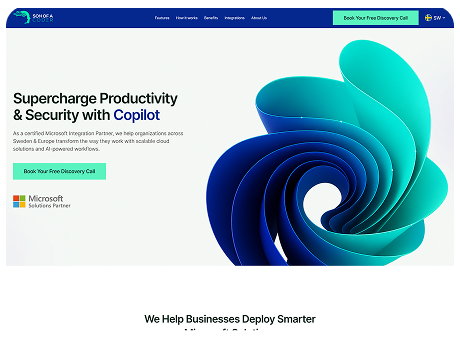 SON OF A
CODER
Features
How it works
Benefits
Integrations
About Us
Book Your Free Discovery Call
SW
Supercharge Productivity
& Security with Copilot
As a certified Microsoft Integration Partner, we help organizations across
Sweden & Europe transform the way they work with scalable cloud
solutions and AI-powered workflows.
Book Your Free Discovery Call
Microsoft
Solutions Partner
We Help Businesses Deploy Smarter